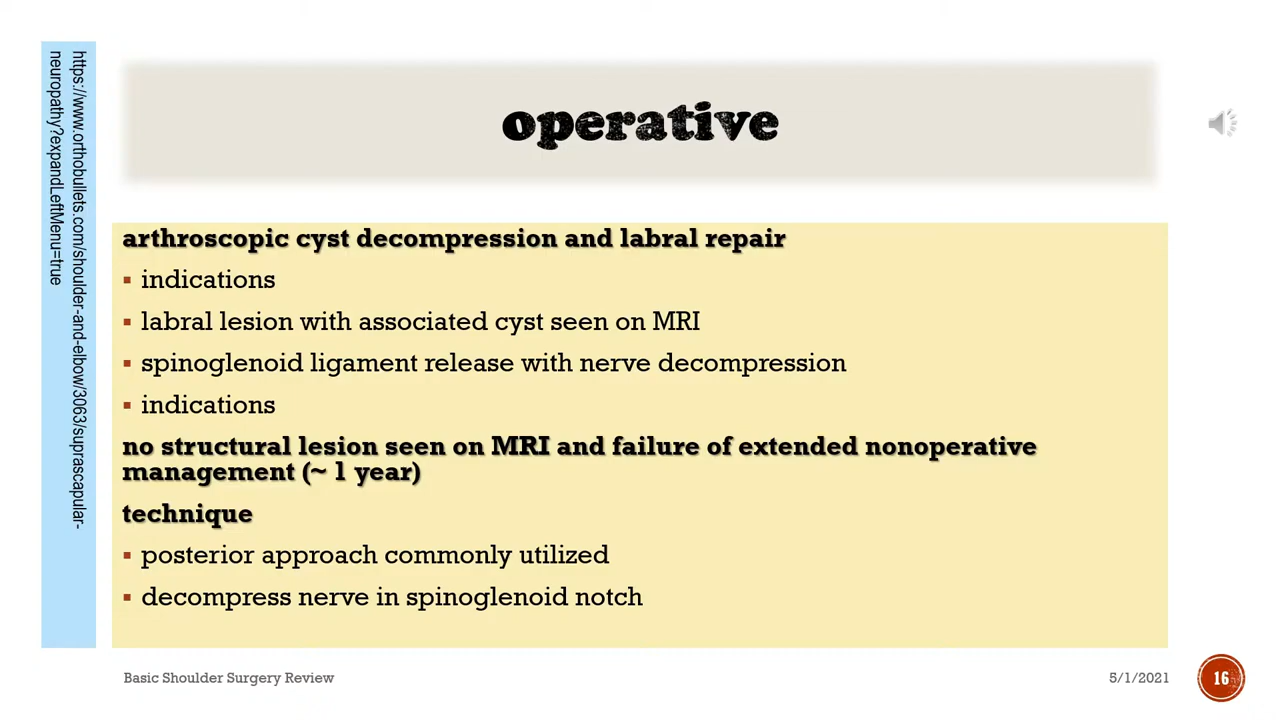 https://www.orthobullets.com/shoulder-and-elbow/3063/suprascapular-
neuropathy?expandLeftMenu=true
operative
arthroscopic cyst decompression and labral repair
▪ indications
▪ labral lesion with associated cyst seen on MRI
▪ spinoglenoid ligament release with nerve decompression
▪ indications
no structural lesion seen on MRI and failure of extended nonoperative
management (~ 1 year)
technique
▪ posterior approach commonly utilized
▪ decompress nerve in spinoglenoid notch
Basic Shoulder Surgery Review
5/1/2021
16